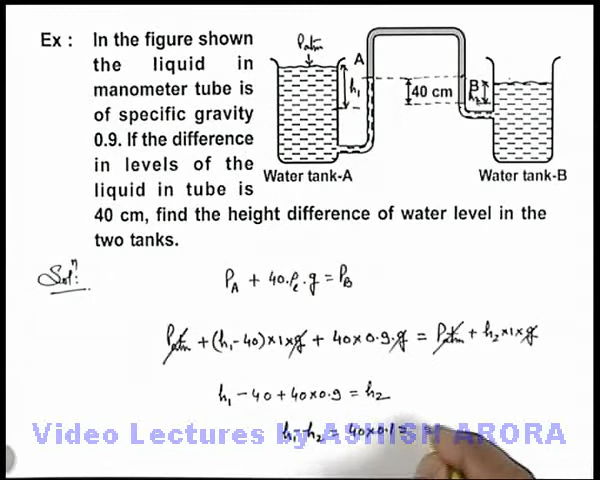 Ex : In the figure shown
the liquid in
manometer tube is
of specific gravity
0.9. If the difference
in levels of the
liquid in tube is
40 cm, find the height difference of water level in the
two tanks.
Patm
A
h₁
40 cm
B
h₂
Water tank-A
Water tank-B
Solⁿ:
P_A + 40·ρ_l·g = P_B
Patm + (h₁-40)×1×g + 40×0.9·g = Patm + h₂×1×g
h₁ - 40 + 40×0.9 = h₂
h₁-h₂ = 40×0.1 =
Video Lectures by ASHISH ARORA